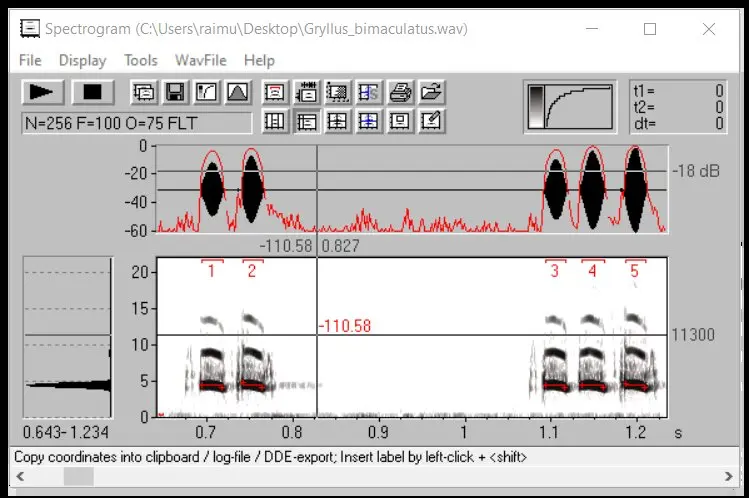 Spectrogram (C:\Users\raimu\Desktop\Gryllus_bimaculatus.wav)
File Display Tools WavFile Help
t1= 0
t2= 0
dt= 0
N=256 F=100 O=75 FLT
0
-20
-40
-60
-18 dB
-110.58 0.827
20
15
10
5
0
1 2 3 4 5
-110.58
11300
0.643-1.234
0.7 0.8 0.9 1 1.1 1.2 s
Copy coordinates into clipboard / log-file / DDE-export; Insert label by left-click + <shift>